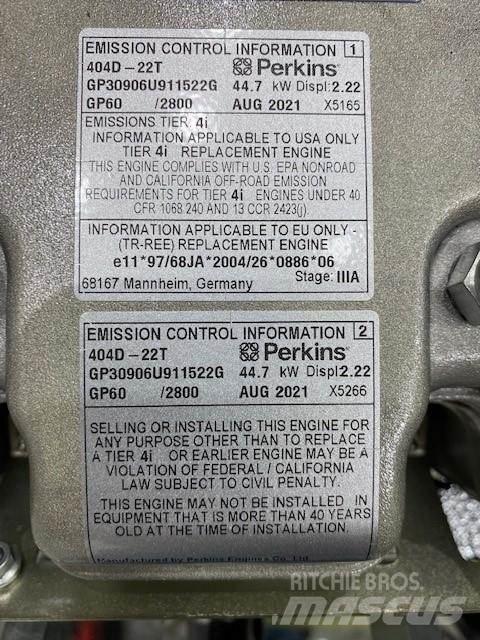 EMISSION CONTROL INFORMATION 1
404D-22T Perkins®
GP30906U911522G 44.7 kW Displ:2.22
GP60 /2800 AUG 2021 X5165
EMISSIONS TIER 4i
INFORMATION APPLICABLE TO USA ONLY
TIER 4i REPLACEMENT ENGINE
THIS ENGINE COMPLIES WITH U.S. EPA NONROAD
AND CALIFORNIA OFF-ROAD EMISSION
REQUIREMENTS FOR TIER 4i ENGINES UNDER 40
CFR 1068 240 AND 13 CCR 2423(j)
INFORMATION APPLICABLE TO EU ONLY -
(TR-REE) REPLACEMENT ENGINE
e11*97/68JA*2004/26*0886*06
68167 Mannheim, Germany Stage: IIIA
EMISSION CONTROL INFORMATION 2
404D-22T Perkins®
GP30906U911522G 44.7 kW Displ:2.22
GP60 /2800 AUG 2021 X5266
SELLING OR INSTALLING THIS ENGINE FOR
ANY PURPOSE OTHER THAN TO REPLACE
A TIER 4i OR EARLIER ENGINE MAY BE A
VIOLATION OF FEDERAL / CALIFORNIA
LAW SUBJECT TO CIVIL PENALTY.
THIS ENGINE MAY NOT BE INSTALLED IN
EQUIPMENT THAT IS MORE THAN 40 YEARS
OLD AT THE TIME OF INSTALLATION.
Manufactured by Perkins Engines Co. Ltd
RITCHIE BROS.
MASCUS